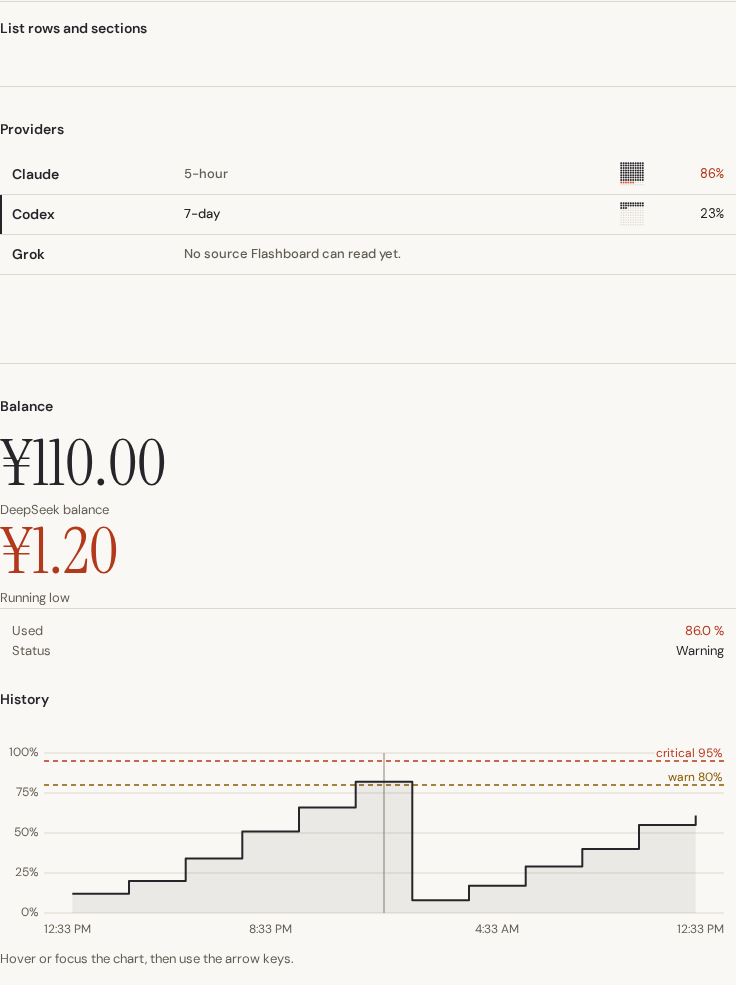 List rows and sections
Providers
Claude 5-hour 86%
Codex 7-day 23%
Grok No source Flashboard can read yet.
Balance
¥110.00
DeepSeek balance
¥1.20
Running low
Used 86.0 %
Status Warning
History
100% critical 95%
warn 80%
75%
50%
25%
0%
12:33 PM 8:33 PM 4:33 AM 12:33 PM
Hover or focus the chart, then use the arrow keys.